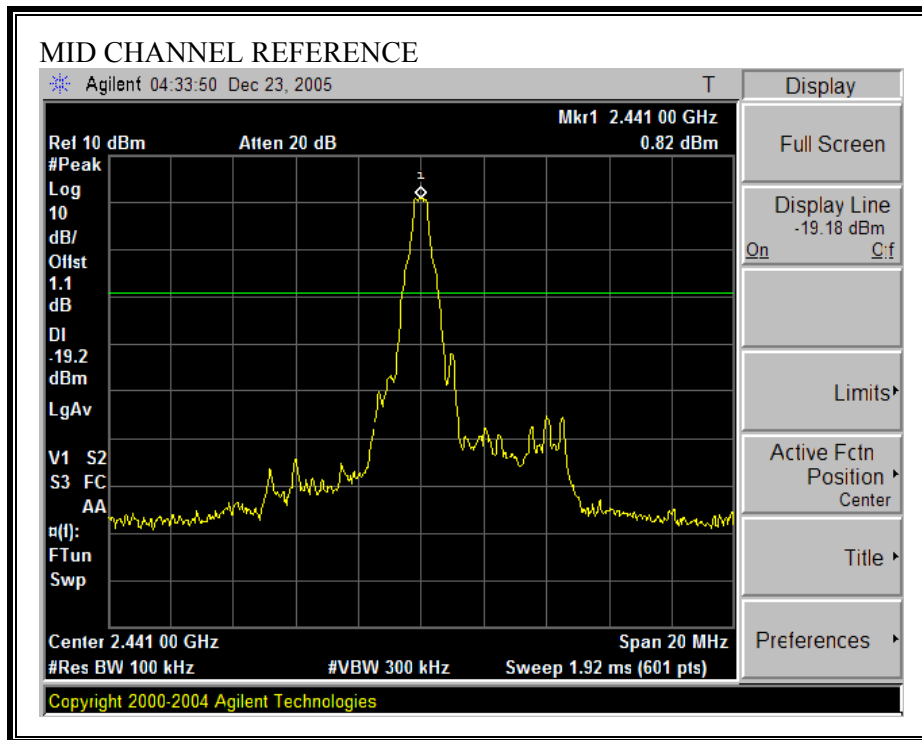 MID CHANNEL REFERENCE
Agilent 04:33:50 Dec 23, 2005 T
Mkr1 2.441 00 GHz
Ref 10 dBm Atten 20 dB 0.82 dBm
#Peak
Log
10
dB/
Offst
1.1
dB
DI
-19.2
dBm
LgAv
V1 S2
S3 FC
AA
¤(f):
FTun
Swp
1
Center 2.441 00 GHz Span 20 MHz
#Res BW 100 kHz #VBW 300 kHz Sweep 1.92 ms (601 pts)
Copyright 2000-2004 Agilent Technologies
Display
Full Screen
Display Line
-19.18 dBm
On Off
Limits
Active Fctn
Position
Center
Title
Preferences